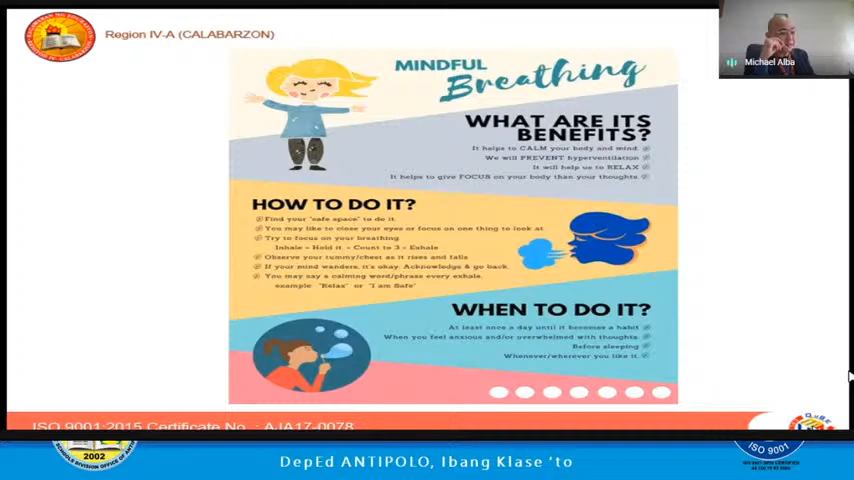 Region IV-A (CALABARZON)
Michael Alba
MINDFUL
Breathing
WHAT ARE ITS
BENEFITS?
It helps to CALM your body and mind.
We will PREVENT hyperventilation
It will help us to RELAX
It helps to give FOCUS on your body than your thoughts.
HOW TO DO IT?
Find your "safe space" to do it.
You may like to close your eyes or focus on one thing to look at
Try to focus on your breathing.
Inhale - Hold it - Count to 3 - Exhale
Observe your tummy/chest as it rises and falls
If your mind wanders, it's okay. Acknowledge & go back.
You may say a calming word/phrase every exhale.
example "Relax" or "I am Safe"
WHEN TO DO IT?
At least once a day until it becomes a habit
When you feel anxious and/or overwhelmed with thoughts.
Before sleeping
Whenever/wherever you like it.
ISO 9001:2015 Certificate No. : AJA17-0078
2002
ISO 9001
DepEd ANTIPOLO, Ibang Klase 'to